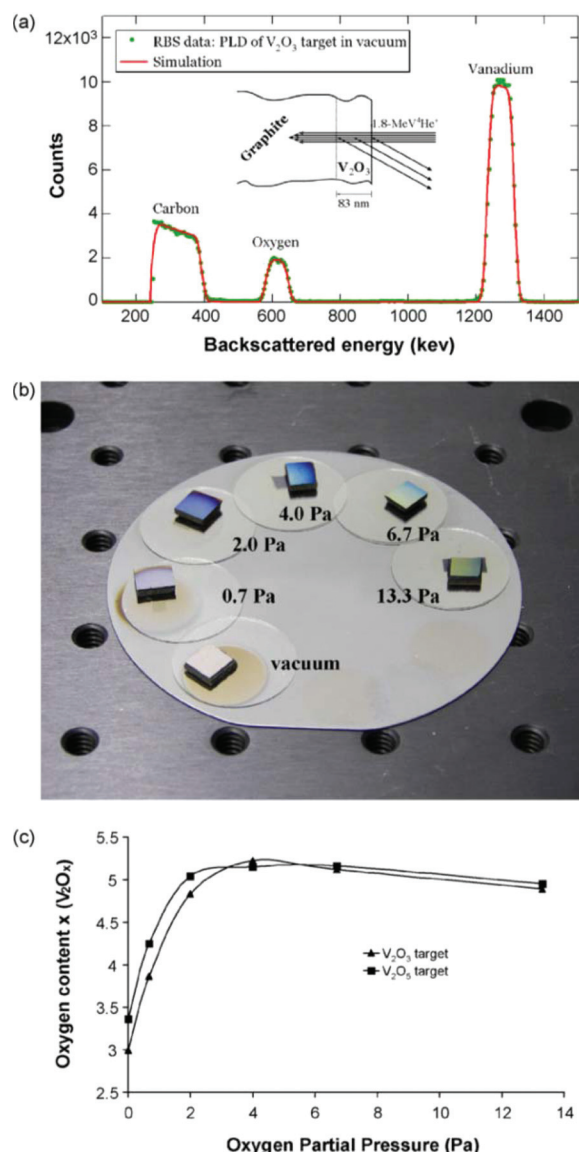 (a)
12x10³
10
8
6
4
2
0
Counts
RBS data: PLD of V₂O₃ target in vacuum
Simulation
Vanadium
Graphite
1.8-MeV⁴He⁺
V₂O₃
83 nm
Carbon
Oxygen
200 400 600 800 1000 1200 1400
Backscattered energy (kev)
(b)
4.0 Pa
6.7 Pa
2.0 Pa
0.7 Pa
13.3 Pa
vacuum
(c)
5.5
5
4.5
4
3.5
3
2.5
Oxygen content x (V₂Oₓ)
V₂O₃ target
V₂O₅ target
0 2 4 6 8 10 12 14
Oxygen Partial Pressure (Pa)